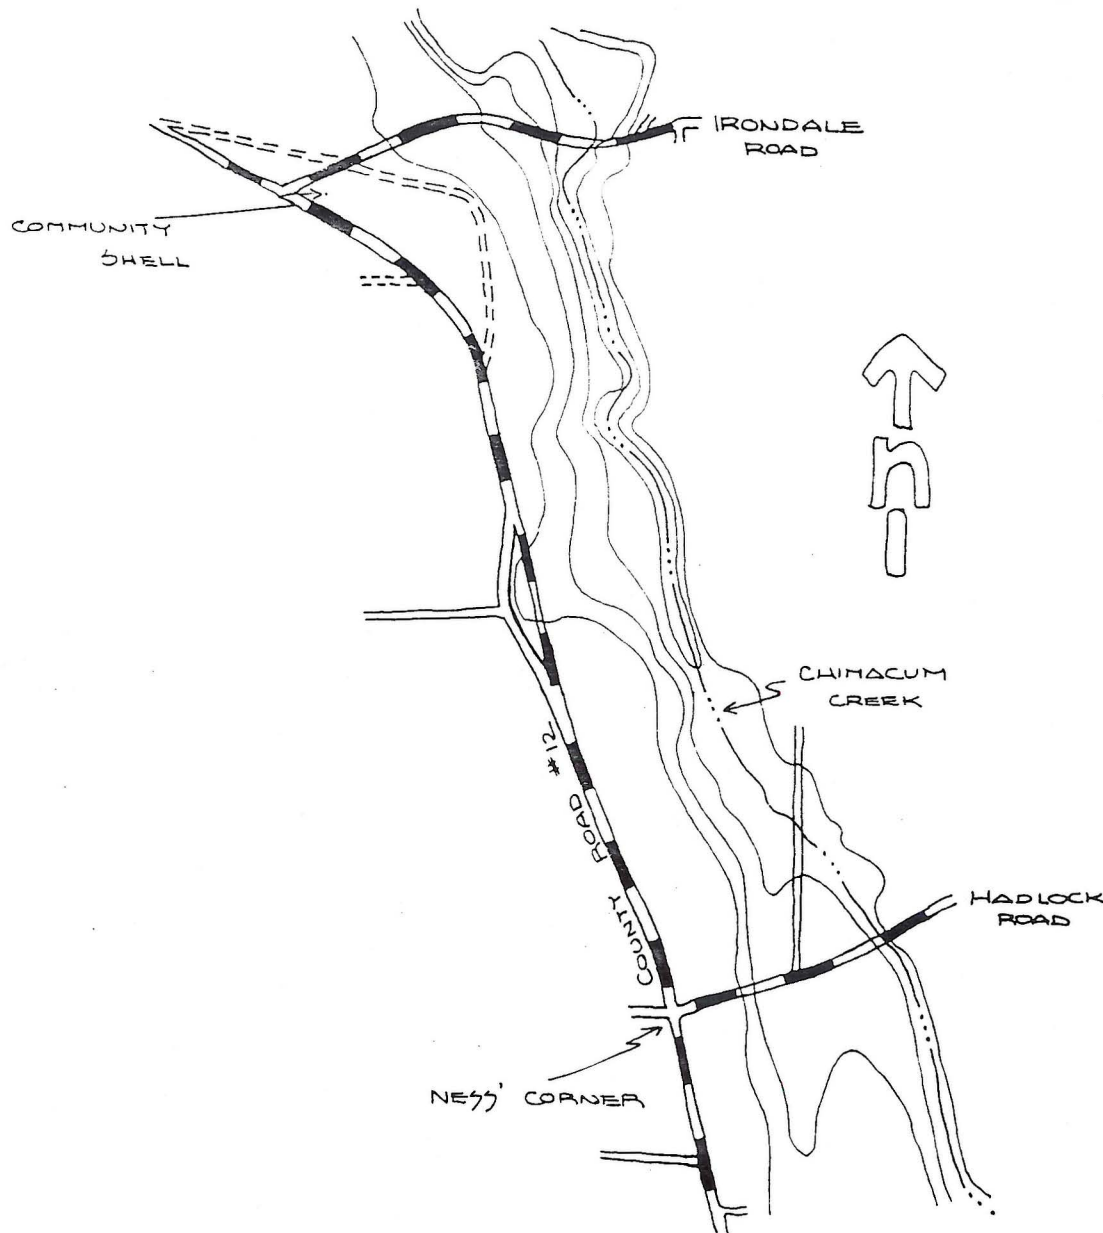 IRONDALE
ROAD
COMMUNITY
SHELL
n
CHIMACUM
CREEK
COUNTY ROAD #12
HADLOCK
ROAD
NESS' CORNER